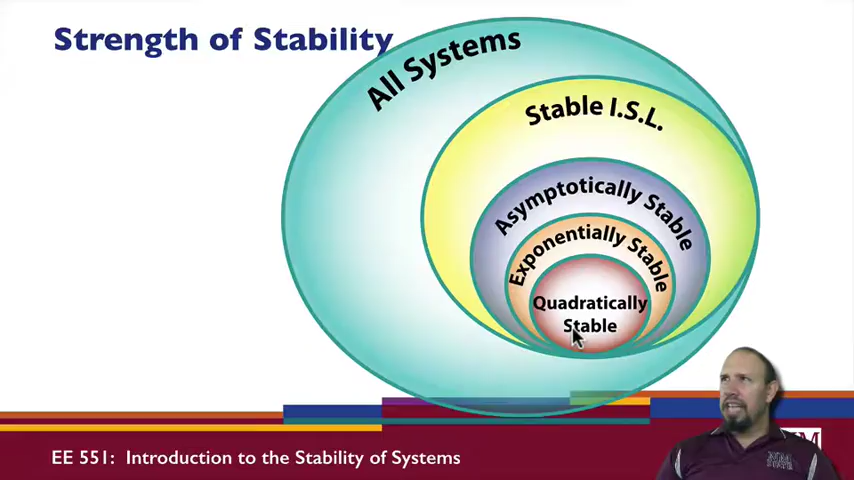 Strength of Stability
All Systems
Stable I.S.L.
Asymptotically Stable
Exponentially Stable
Quadratically
Stable
EE 551: Introduction to the Stability of Systems